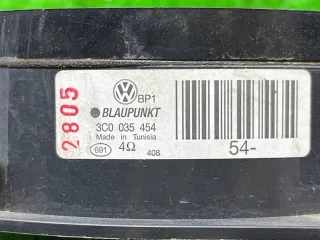 2805
BP1
BLAUPUNKT
3C0 035 454
Made in Tunisia
691 4Ω 408
54-